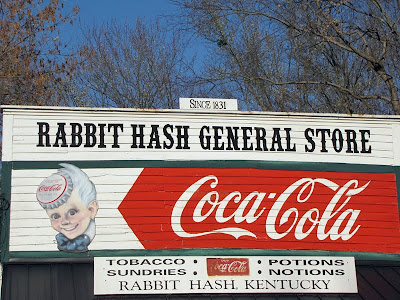 SINCE 1831
RABBIT HASH GENERAL STORE
Coca-Cola
Coca-Cola
TOBACCO : Coca-Cola : POTIONS
SUNDRIES : : NOTIONS
RABBIT HASH, KENTUCKY